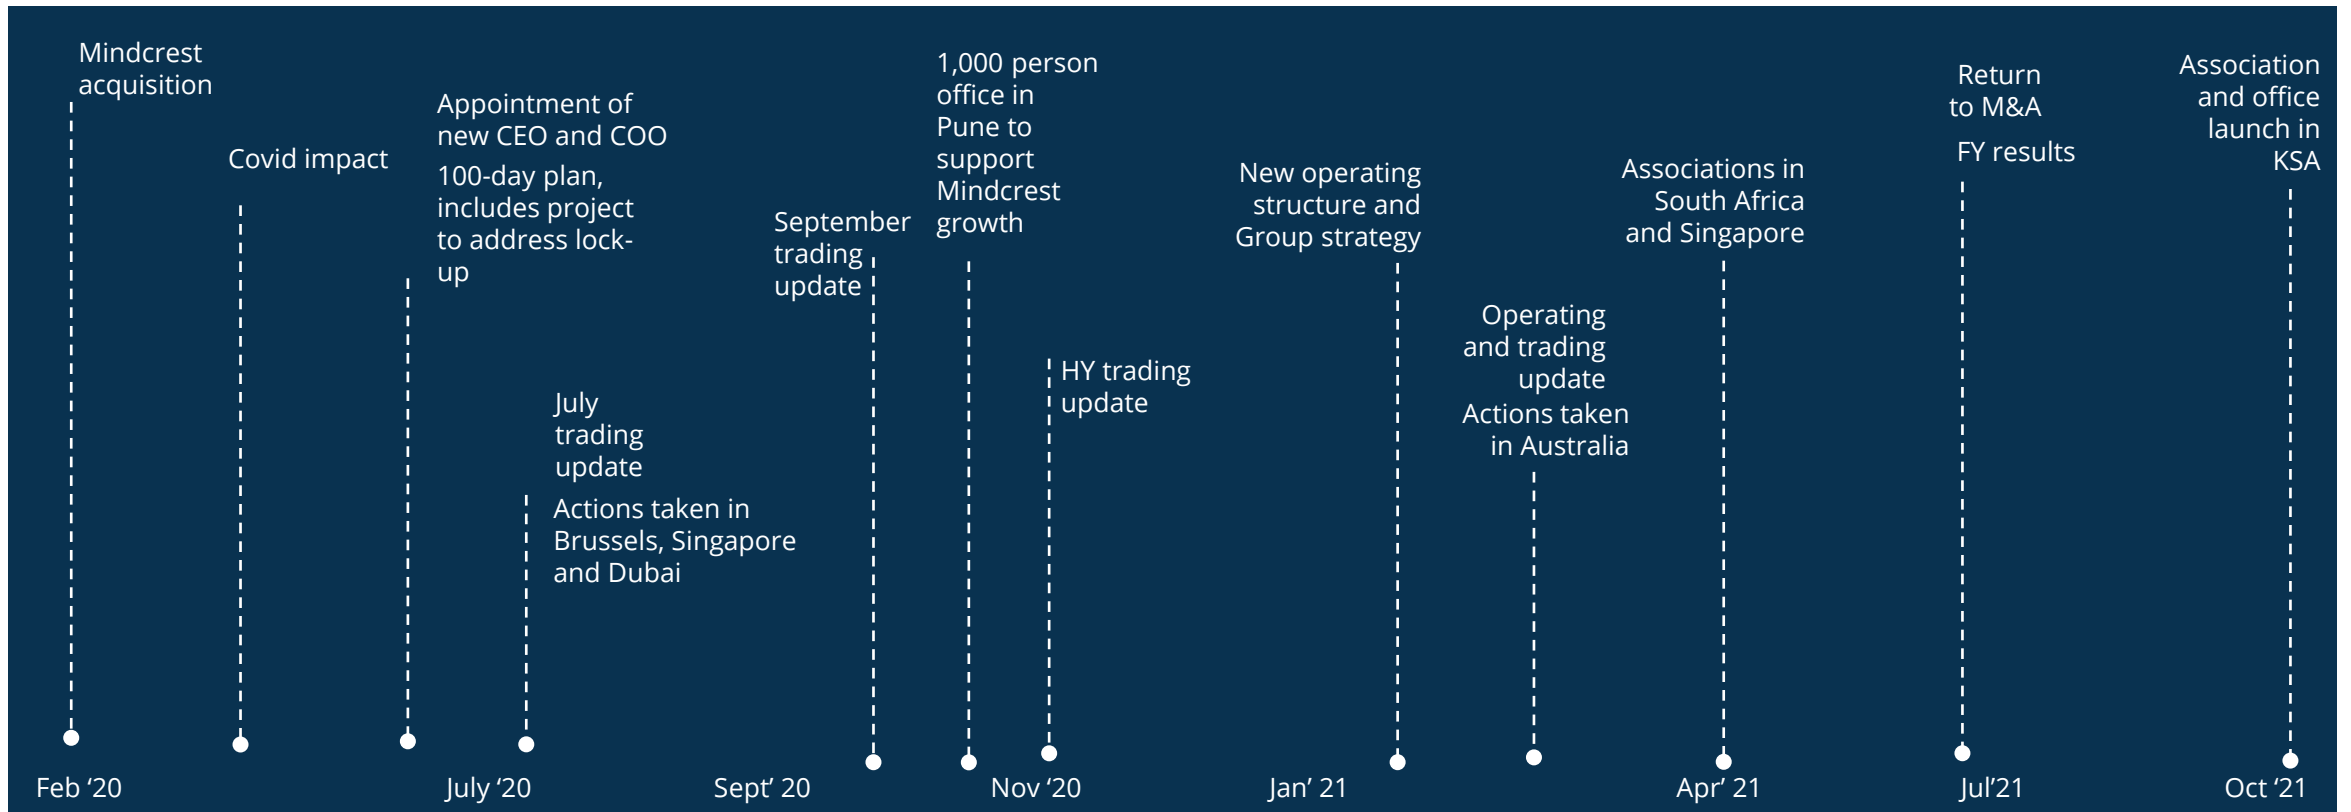 Mindcrest
acquisition
Covid impact
Appointment of
new CEO and COO
100-day plan,
includes project
to address lock-
up
July
trading
update
Actions taken in
Brussels, Singapore
and Dubai
September
trading
update
1,000 person
office in
Pune to
support
Mindcrest
growth
HY trading
update
New operating
structure and
Group strategy
Operating
and trading
update
Actions taken
in Australia
Associations in
South Africa
and Singapore
Return
to M&A
FY results
Association
and office
launch in
KSA
Feb ‘20
July ‘20
Sept’ 20
Nov ‘20
Jan’ 21
Apr’ 21
Jul’21
Oct ‘21